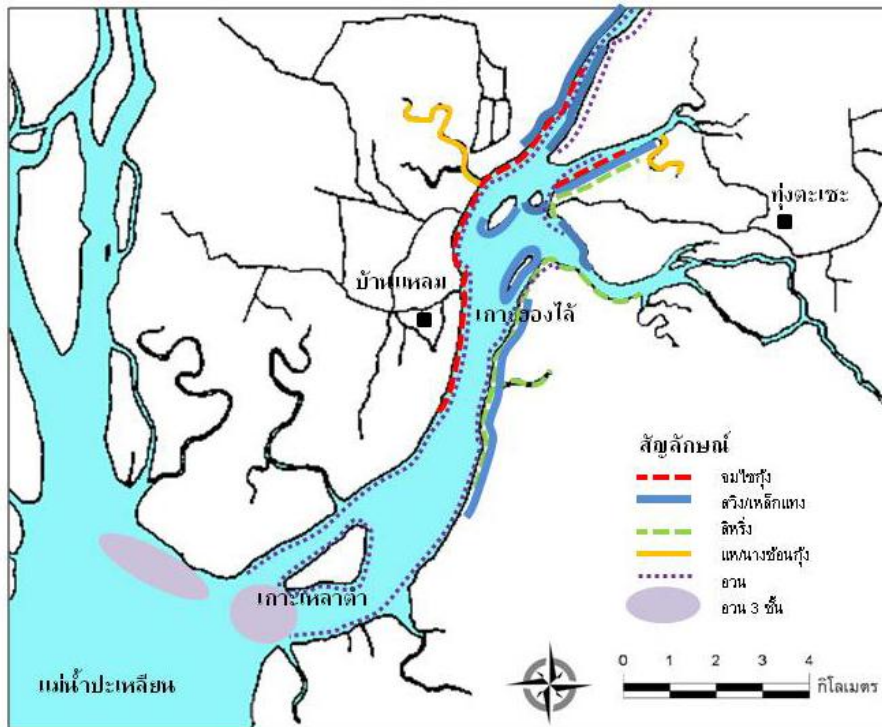 ทุ่งตะเซะ
บ้านแหลม
เกาะฮองไล้
เกาะเหลาตำ
แม่น้ำปะเหลียน
สัญลักษณ์
จมไซกุ้ง
สวิง/เหล็กแทง
สิหริ่ง
แห/นางช้อนกุ้ง
อวน
อวน 3 ชั้น
0 1 2 3 4
กิโลเมตร